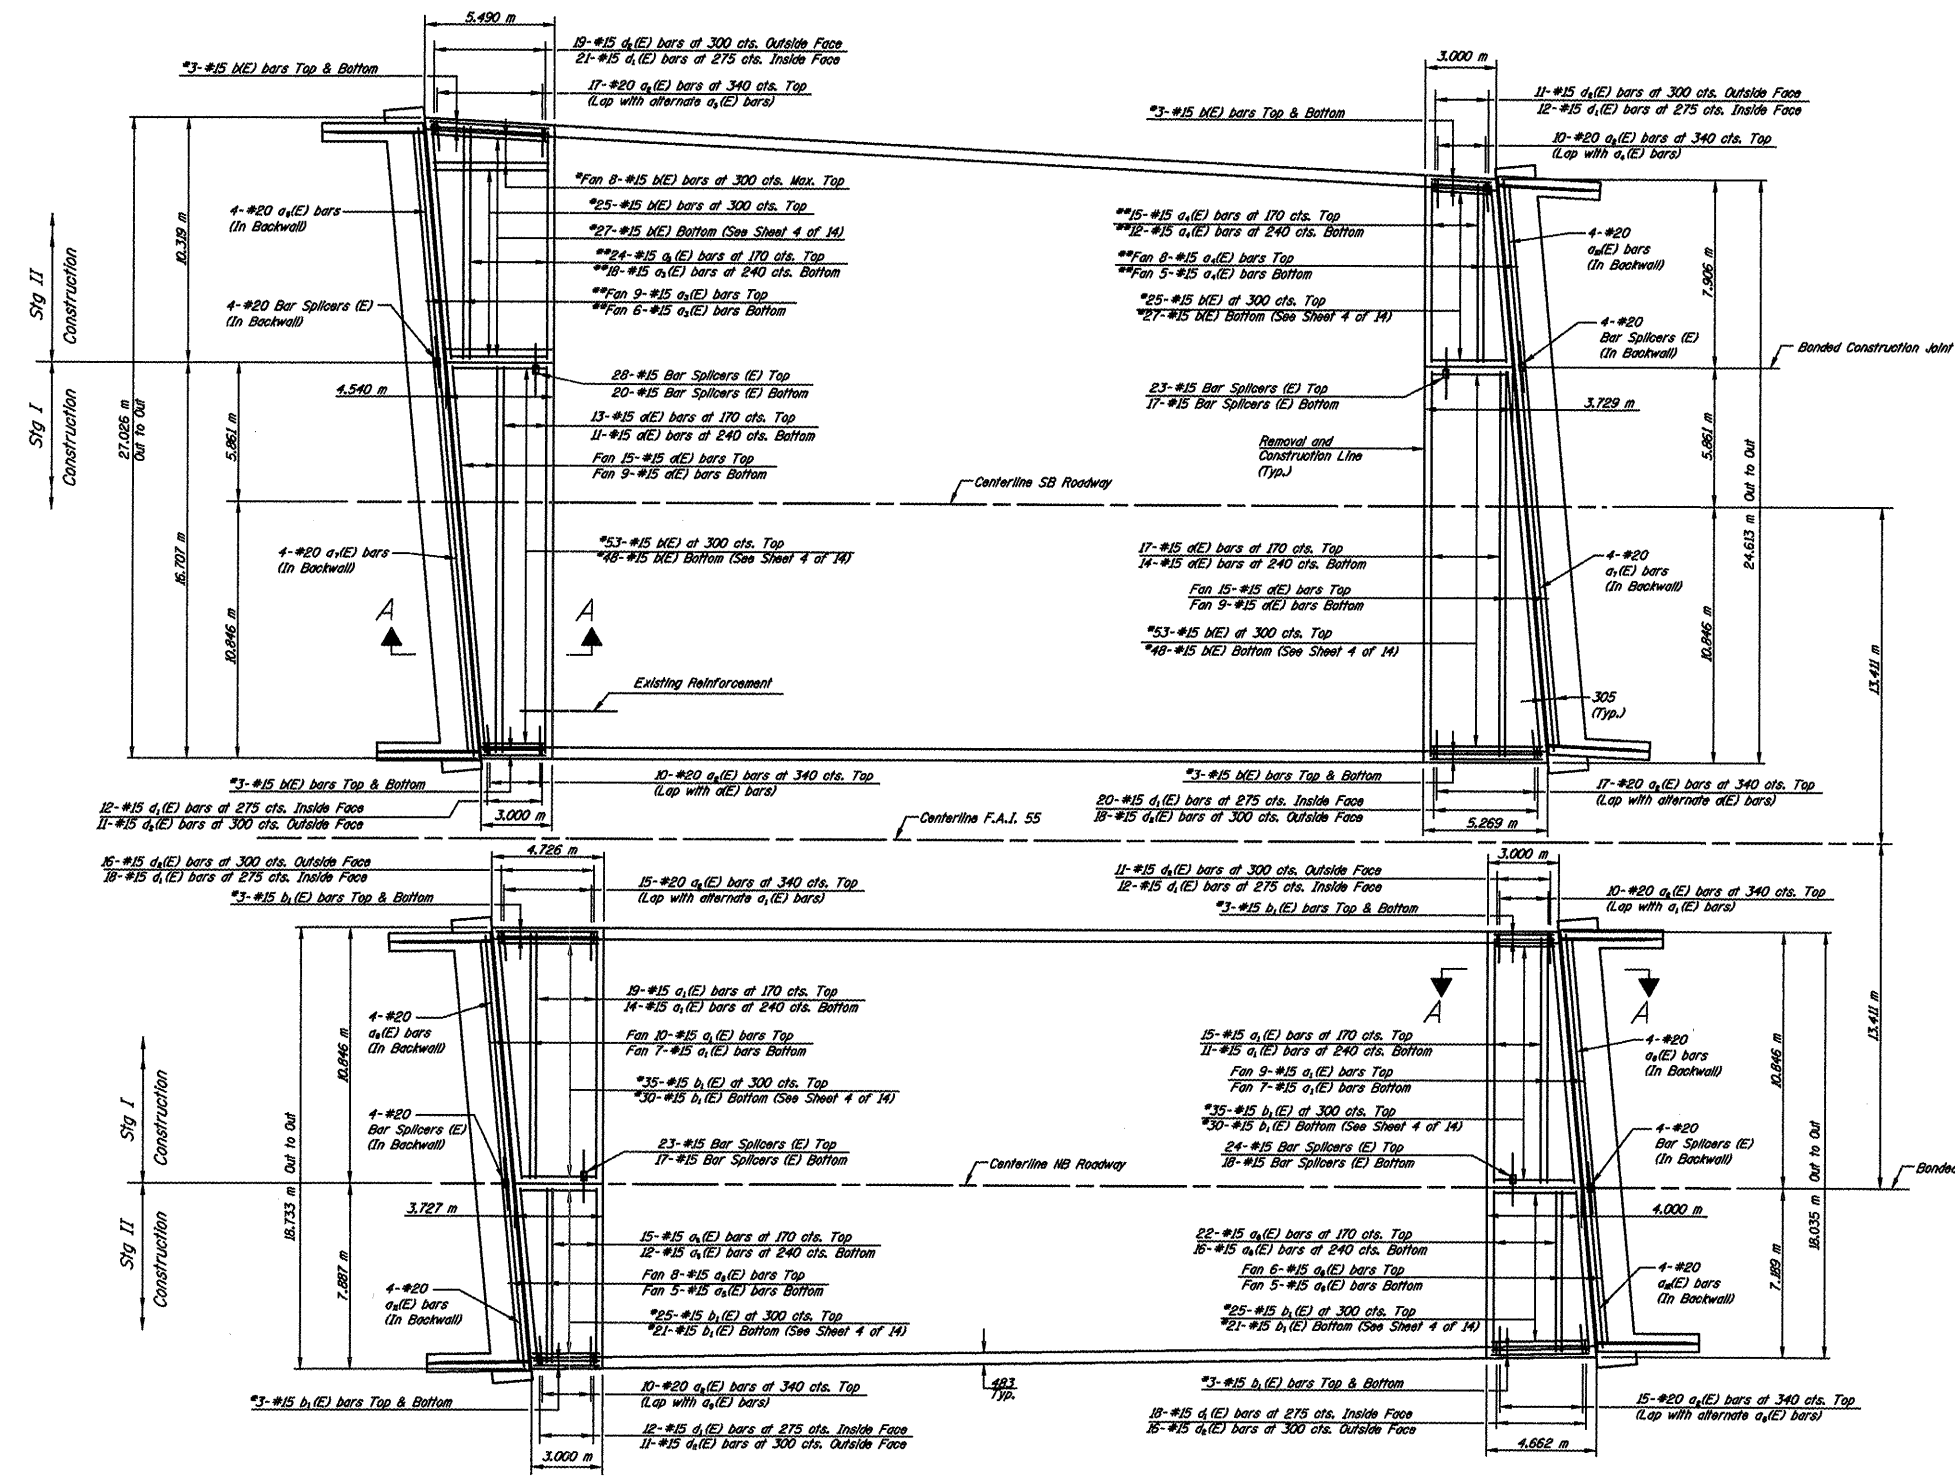 5.490 m
19-#15 d₂(E) bars at 300 cts. Outside Face
21-#15 d₁(E) bars at 275 cts. Inside Face
*3-#15 b(E) bars Top & Bottom
17-#20 a₂(E) bars at 340 cts. Top
(Lap with alternate a₃(E) bars)
*Fan 8-#15 b(E) bars at 300 cts. Max. Top
*25-#15 b(E) bars at 300 cts. Top
*27-#15 b(E) Bottom (See Sheet 4 of 14)
**24-#15 a₃(E) bars at 170 cts. Top
**18-#15 a₃(E) bars at 240 cts. Bottom
**Fan 9-#15 a₃(E) bars Top
**Fan 6-#15 a₃(E) bars Bottom
4-#20 bars
(In Backwall)
4-#20 Bar Splicers (E)
(In Backwall)
10.319 m
Stg II
Construction
Stg I
Construction
27.026 m
Out to Out
5.861 m
16.707 m
10.846 m
4.540 m
28-#15 Bar Splicers (E) Top
20-#15 Bar Splicers (E) Bottom
13-#15 a(E) bars at 170 cts. Top
11-#15 a(E) bars at 240 cts. Bottom
Fan 15-#15 a(E) bars Top
Fan 9-#15 a(E) bars Bottom
Centerline SB Roadway
4-#20 a₇(E) bars
(In Backwall)
*53-#15 b(E) at 300 cts. Top
*48-#15 b(E) Bottom (See Sheet 4 of 14)
A
A
Existing Reinforcement
*3-#15 b(E) bars Top & Bottom
12-#15 d₁(E) bars at 275 cts. Inside Face
11-#15 d₂(E) bars at 300 cts. Outside Face
10-#20 a₂(E) bars at 340 cts. Top
(Lap with a(E) bars)
3.000 m
3.000 m
11-#15 d₂(E) bars at 300 cts. Outside Face
12-#15 d₁(E) bars at 275 cts. Inside Face
*3-#15 b(E) bars Top & Bottom
10-#20 a₂(E) bars at 340 cts. Top
(Lap with a₄(E) bars)
**15-#15 a₄(E) bars at 170 cts. Top
**12-#15 a₄(E) bars at 240 cts. Bottom
**Fan 8-#15 a₄(E) bars Top
**Fan 5-#15 a₄(E) bars Bottom
*25-#15 b(E) at 300 cts. Top
*27-#15 b(E) Bottom (See Sheet 4 of 14)
4-#20
bars
(In Backwall)
4-#20
Bar Splicers (E)
(In Backwall)
7.906 m
Bonded Construction Joint
23-#15 Bar Splicers (E) Top
17-#15 Bar Splicers (E) Bottom
3.729 m
Removal and
Construction Line
(Typ.)
5.861 m
24.613 m Out to Out
17-#15 a(E) bars at 170 cts. Top
14-#15 a(E) bars at 240 cts. Bottom
Fan 15-#15 a(E) bars Top
Fan 9-#15 a(E) bars Bottom
4-#20
a₇(E) bars
(In Backwall)
*53-#15 b(E) at 300 cts. Top
*48-#15 b(E) Bottom (See Sheet 4 of 14)
10.846 m
13.411 m
305
(Typ.)
*3-#15 b(E) bars Top & Bottom
20-#15 d₁(E) bars at 275 cts. Inside Face
18-#15 d₂(E) bars at 300 cts. Outside Face
17-#20 a₂(E) bars at 340 cts. Top
(Lap with alternate a(E) bars)
5.269 m
Centerline F.A.I. 55
4.726 m
16-#15 d₂(E) bars at 300 cts. Outside Face
18-#15 d₁(E) bars at 275 cts. Inside Face
*3-#15 b₁(E) bars Top & Bottom
15-#20 a₂(E) bars at 340 cts. Top
(Lap with alternate a₁(E) bars)
19-#15 a₁(E) bars at 170 cts. Top
14-#15 a₁(E) bars at 240 cts. Bottom
Fan 10-#15 a₁(E) bars Top
Fan 7-#15 a₁(E) bars Bottom
*35-#15 b₁(E) at 300 cts. Top
*30-#15 b₁(E) Bottom (See Sheet 4 of 14)
4-#20
bars
(In Backwall)
4-#20
Bar Splicers (E)
(In Backwall)
10.846 m
Stg I
Construction
Stg II
Construction
18.733 m Out to Out
23-#15 Bar Splicers (E) Top
17-#15 Bar Splicers (E) Bottom
Centerline NB Roadway
3.727 m
7.887 m
15-#15 bars at 170 cts. Top
12-#15 bars at 240 cts. Bottom
Fan 8-#15 bars Top
Fan 5-#15 bars Bottom
*25-#15 b₁(E) at 300 cts. Top
*21-#15 b₁(E) Bottom (See Sheet 4 of 14)
4-#20
bars
(In Backwall)
*3-#15 b₁(E) bars Top & Bottom
10-#20 a₂(E) bars at 340 cts. Top
(Lap with bars)
12-#15 d₁(E) bars at 275 cts. Inside Face
11-#15 d₂(E) bars at 300 cts. Outside Face
3.000 m
483
Typ.
3.000 m
11-#15 d₂(E) bars at 300 cts. Outside Face
12-#15 d₁(E) bars at 275 cts. Inside Face
*3-#15 b₁(E) bars Top & Bottom
10-#20 a₂(E) bars at 340 cts. Top
(Lap with a₁(E) bars)
A
A
15-#15 a₁(E) bars at 170 cts. Top
11-#15 a₁(E) bars at 240 cts. Bottom
Fan 9-#15 a₁(E) bars Top
Fan 7-#15 a₁(E) bars Bottom
*35-#15 b₁(E) at 300 cts. Top
*30-#15 b₁(E) Bottom (See Sheet 4 of 14)
24-#15 Bar Splicers (E) Top
18-#15 Bar Splicers (E) Bottom
4-#20
bars
(In Backwall)
4-#20
Bar Splicers (E)
(In Backwall)
10.846 m
13.411 m
18.035 m Out to Out
Bonded
4.000 m
22-#15 bars at 170 cts. Top
16-#15 bars at 240 cts. Bottom
Fan 6-#15 bars Top
Fan 5-#15 bars Bottom
*25-#15 b₁(E) at 300 cts. Top
*21-#15 b₁(E) Bottom (See Sheet 4 of 14)
4-#20
bars
(In Backwall)
7.189 m
*3-#15 b₁(E) bars Top & Bottom
18-#15 d₁(E) bars at 275 cts. Inside Face
16-#15 d₂(E) bars at 300 cts. Outside Face
15-#20 a₂(E) bars at 340 cts. Top
(Lap with alternate bars)
4.662 m